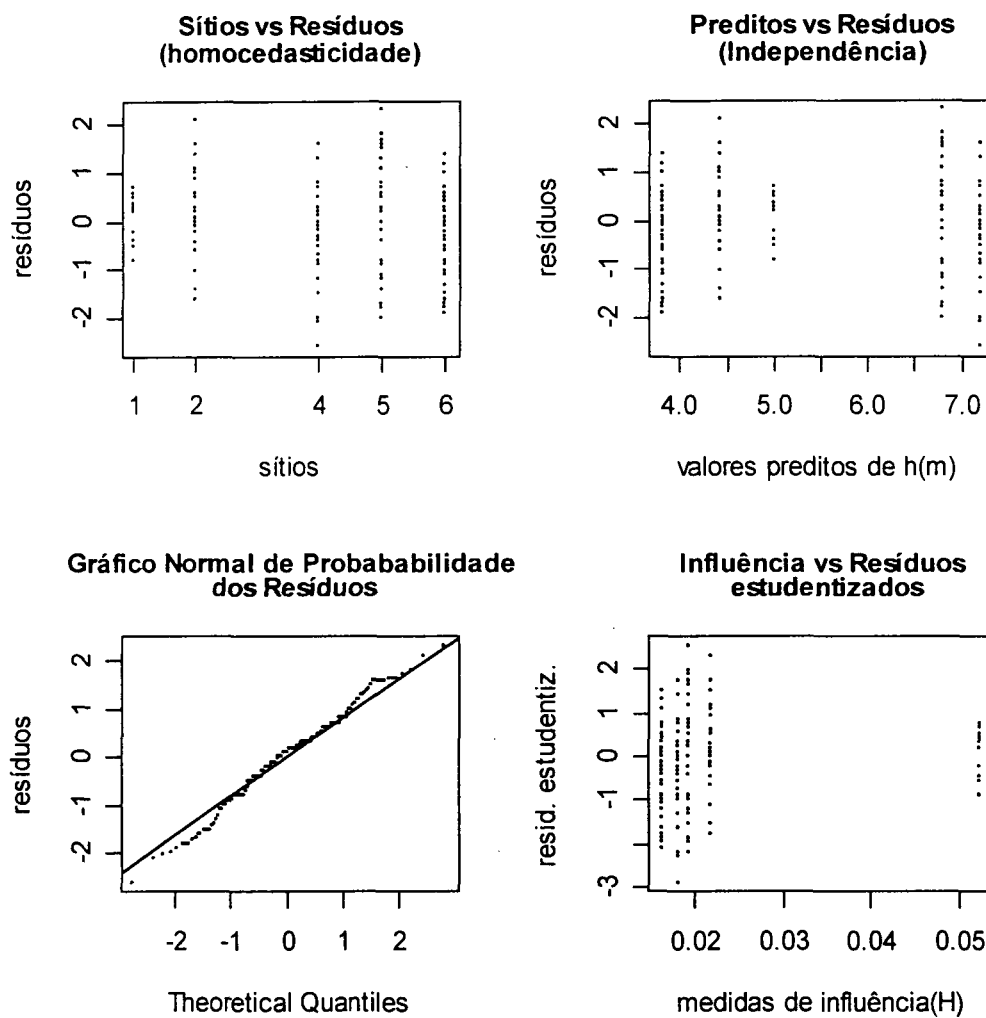 Sítios vs Resíduos
(homocedasticidade)
resíduos
2
1
0
-1
-2
1 2 4 5 6
sítios
Preditos vs Resíduos
(Independência)
resíduos
2
1
0
-1
-2
4.0 5.0 6.0 7.0
valores preditos de h(m)
Gráfico Normal de Probababilidade
dos Resíduos
resíduos
2
1
0
-1
-2
-2 -1 0 1 2
Theoretical Quantiles
Influência vs Resíduos
estudentizados
resid. estudentiz.
2
1
0
-1
-3
0.02 0.03 0.04 0.05
medidas de influência(H)